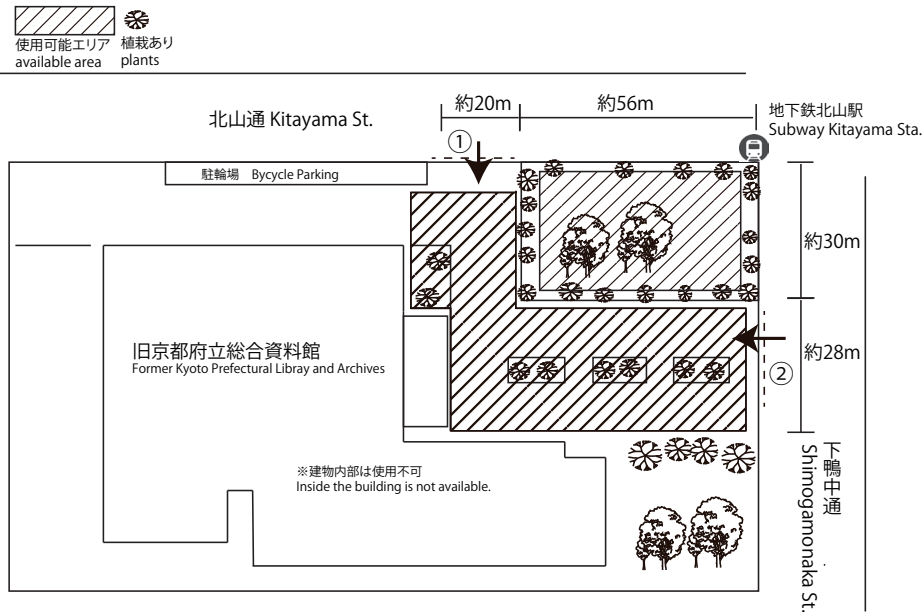 使用可能エリア
available area
植栽あり
plants
北山通 Kitayama St.
約20m
約56m
地下鉄北山駅
Subway Kitayama Sta.
①
駐輪場 Bycycle Parking
約30m
旧京都府立総合資料館
Former Kyoto Prefectural Libray and Archives
約28m
②
※建物内部は使用不可
Inside the building is not available.
下鴨中通
Shimogamonaka St.